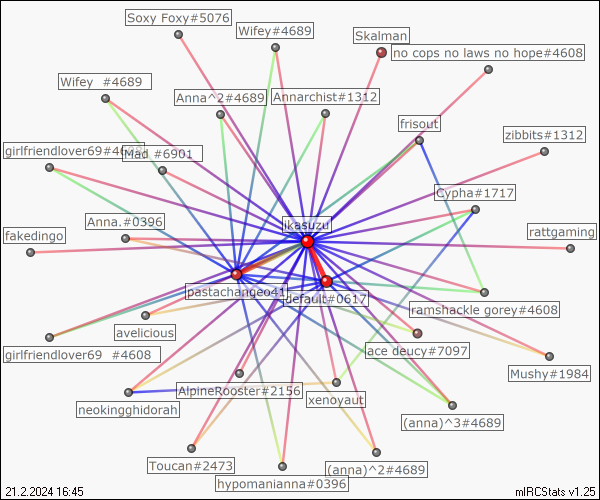 Soxy Foxy#5076
Wifey#4689
Skalman
no cops no laws no hope#4608
Wifey  #4689
Anna^2#4689
Annarchist#1312
frisout
zibbits#1312
girlfriendlover69#4689
Mad #6901
Cypha#1717
Anna.#0396
jkasuzu
fakedingo
rattgaming
pastachangeo41
default#0617
ramshackle gorey#4608
avelicious
girlfriendlover69  #4608
ace deucy#7097
Mushy#1984
AlpineRooster#2156
xenoyaut
neokingghidorah
(anna)^3#4689
Toucan#2473
(anna)^2#4689
hypomanianna#0396
21.2.2024 16:45
mIRCStats v1.25